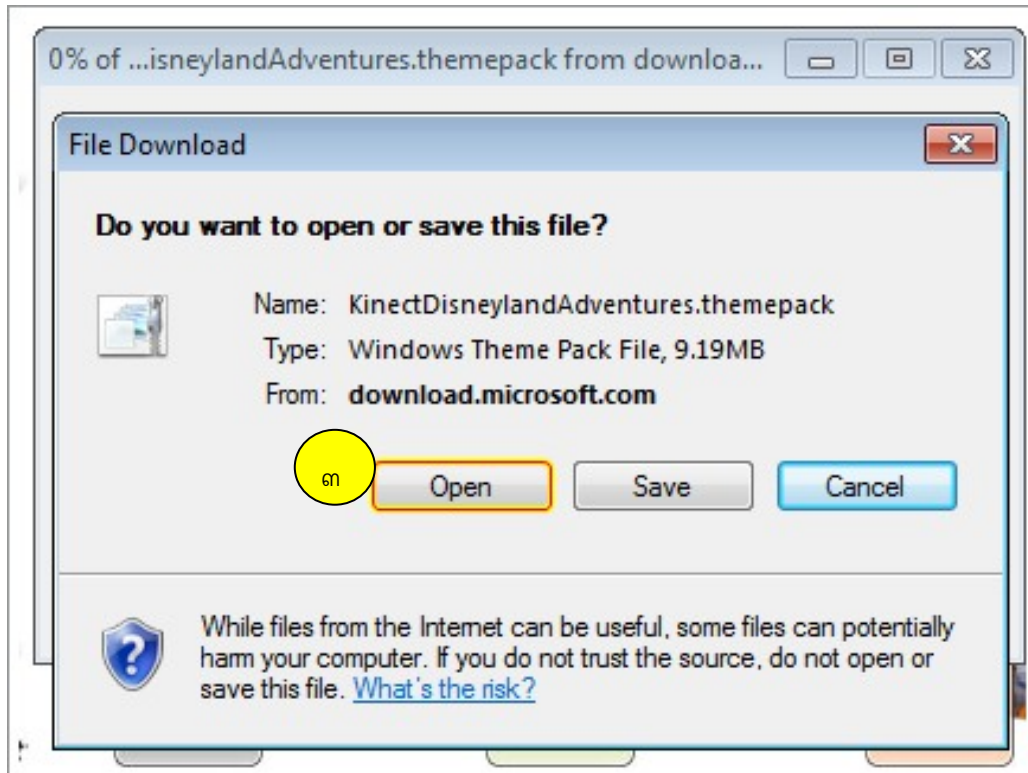 0% of ...isneylandAdventures.themepack from downloa...
File Download
Do you want to open or save this file?
Name: KinectDisneylandAdventures.themepack
Type: Windows Theme Pack File, 9.19MB
From: download.microsoft.com
๓
Open Save Cancel
While files from the Internet can be useful, some files can potentially
harm your computer. If you do not trust the source, do not open or
save this file. What's the risk?